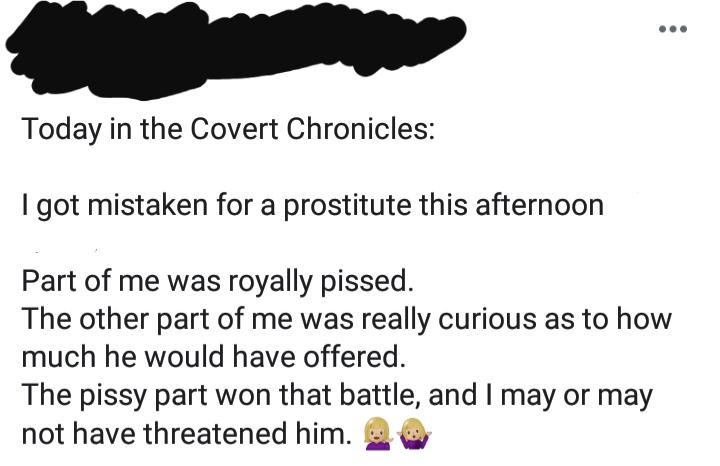 Today in the Covert Chronicles:
I got mistaken for a prostitute this afternoon
Part of me was royally pissed.
The other part of me was really curious as to how
much he would have offered.
The pissy part won that battle, and I may or may
not have threatened him. 🙎🏼‍♀️🤷🏼‍♀️